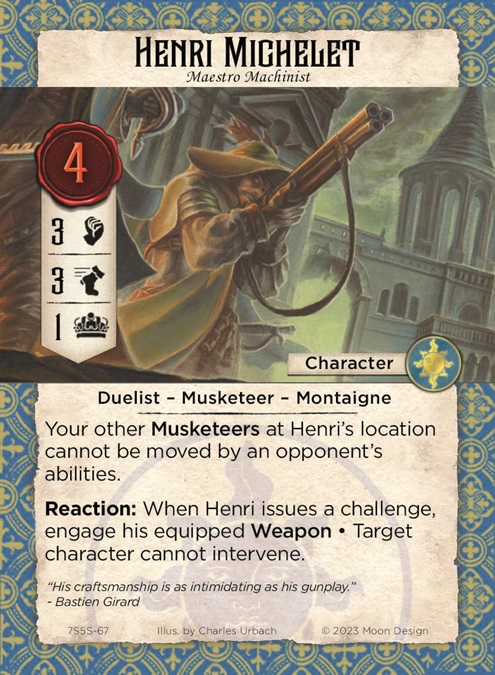 Henri Michelet
Maestro Machinist
4
3
3
1
Character
Duelist – Musketeer – Montaigne
Your other Musketeers at Henri's location
cannot be moved by an opponent's
abilities.
Reaction: When Henri issues a challenge,
engage his equipped Weapon • Target
character cannot intervene.
"His craftsmanship is as intimidating as his gunplay."
- Bastien Girard
7S5S-67 Illus. by Charles Urbach © 2023 Moon Design